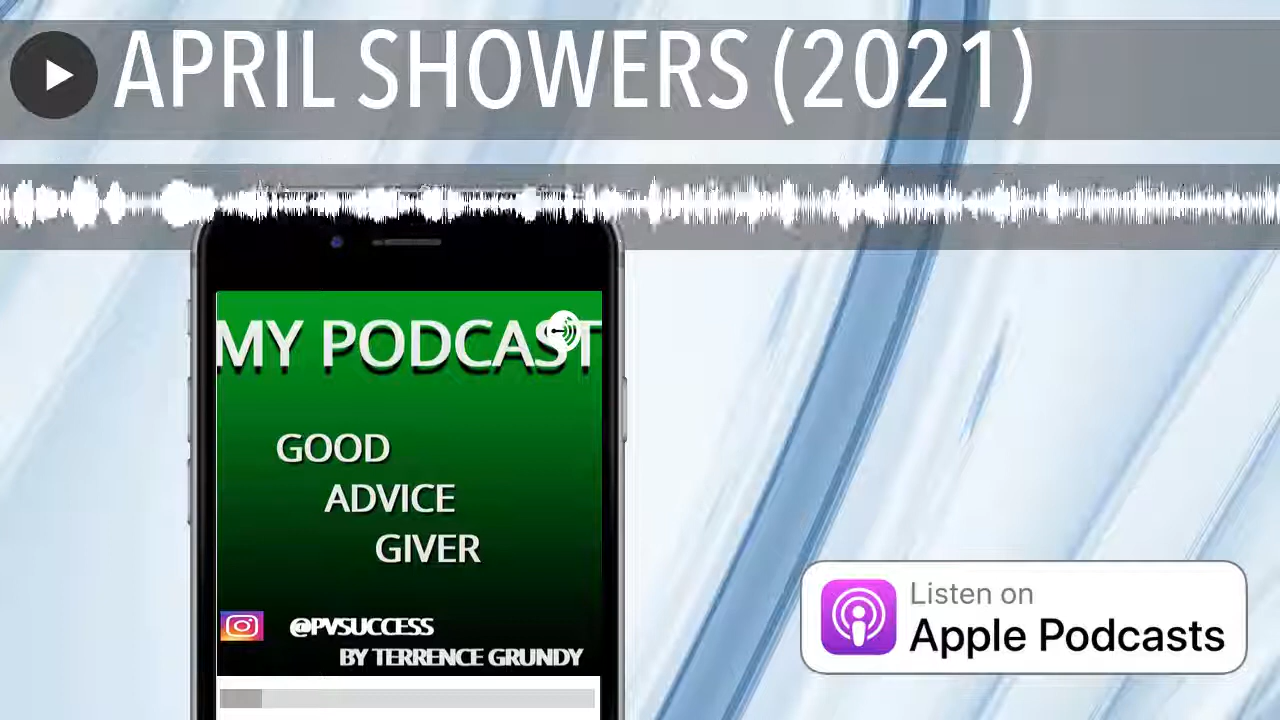 APRIL SHOWERS (2021)
MY PODCAST
GOOD
ADVICE
GIVER
@PVSUCCESS
BY TERRENCE GRUNDY
Listen on
Apple Podcasts